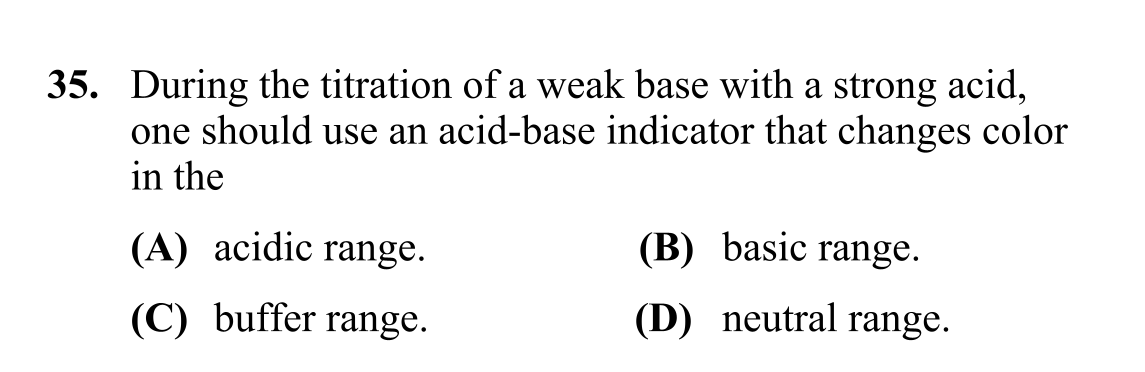 35. During the titration of a weak base with a strong acid,
one should use an acid-base indicator that changes color
in the
(A) acidic range. (B) basic range.
(C) buffer range. (D) neutral range.